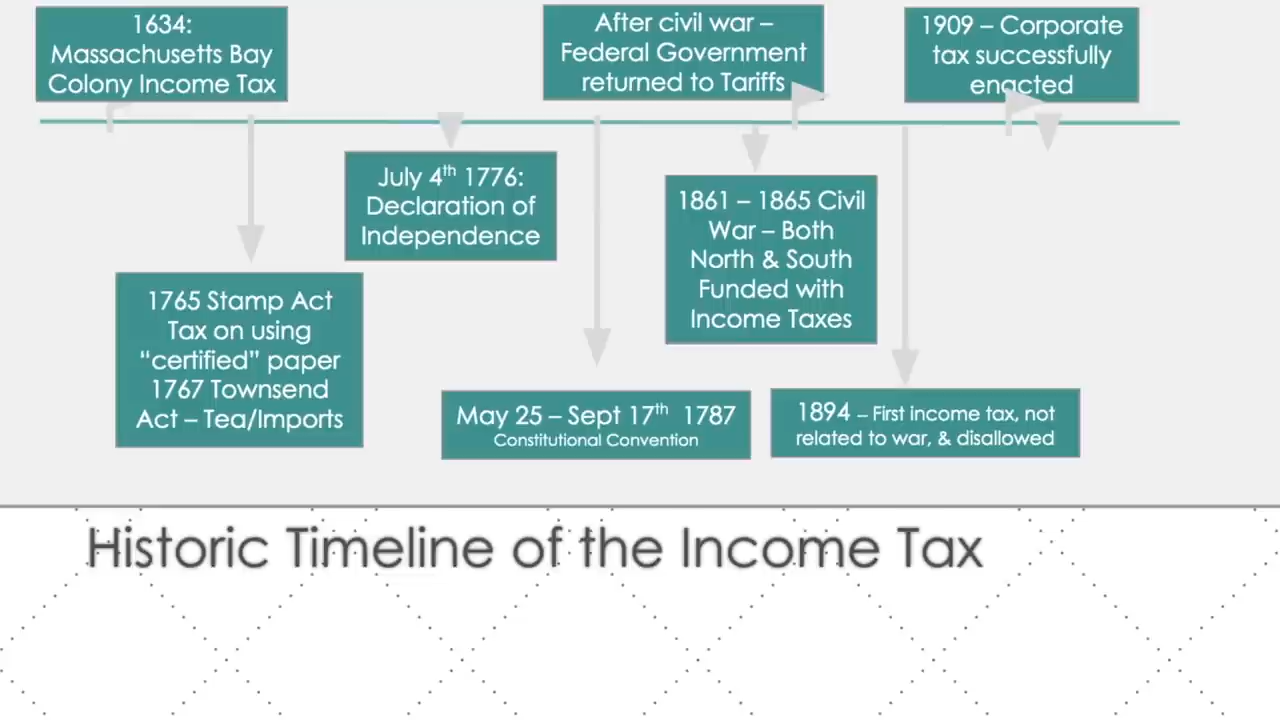 1634:
Massachusetts Bay
Colony Income Tax
After civil war –
Federal Government
returned to Tariffs
1909 – Corporate
tax successfully
enacted
July 4th 1776:
Declaration of
Independence
1861 – 1865 Civil
War – Both
North & South
Funded with
Income Taxes
1765 Stamp Act
Tax on using
“certified” paper
1767 Townsend
Act – Tea/Imports
May 25 – Sept 17th 1787
Constitutional Convention
1894 – First income tax, not
related to war, & disallowed
Historic Timeline of the Income Tax